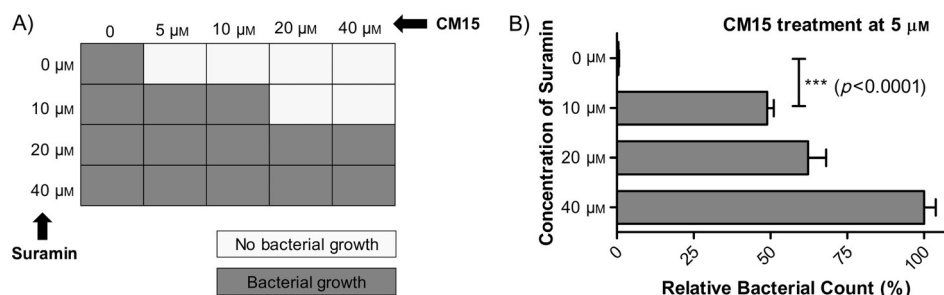 A)
0 5 µM 10 µM 20 µM 40 µM CM15
0 µM
10 µM
20 µM
40 µM
Suramin
No bacterial growth
Bacterial growth
B)
CM15 treatment at 5 µM
Concentration of Suramin
0 µM
10 µM
20 µM
40 µM
*** (p<0.0001)
0 25 50 75 100
Relative Bacterial Count (%)